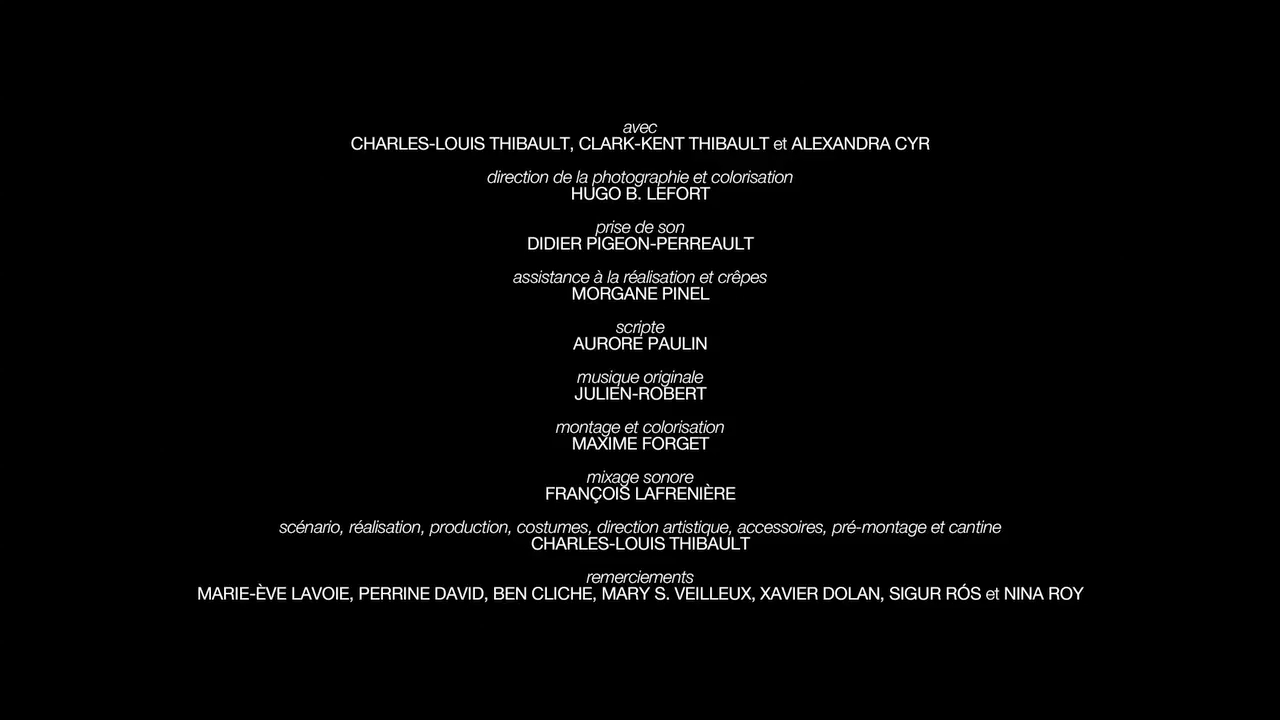 avec
CHARLES-LOUIS THIBAULT, CLARK-KENT THIBAULT et ALEXANDRA CYR
direction de la photographie et colorisation
HUGO B. LEFORT
prise de son
DIDIER PIGEON-PERREAULT
assistance à la réalisation et crêpes
MORGANE PINEL
scripte
AURORE PAULIN
musique originale
JULIEN-ROBERT
montage et colorisation
MAXIME FORGET
mixage sonore
FRANÇOIS LAFRENIÈRE
scénario, réalisation, production, costumes, direction artistique, accessoires, pré-montage et cantine
CHARLES-LOUIS THIBAULT
remerciements
MARIE-ÈVE LAVOIE, PERRINE DAVID, BEN CLICHE, MARY S. VEILLEUX, XAVIER DOLAN, SIGUR RÓS et NINA ROY